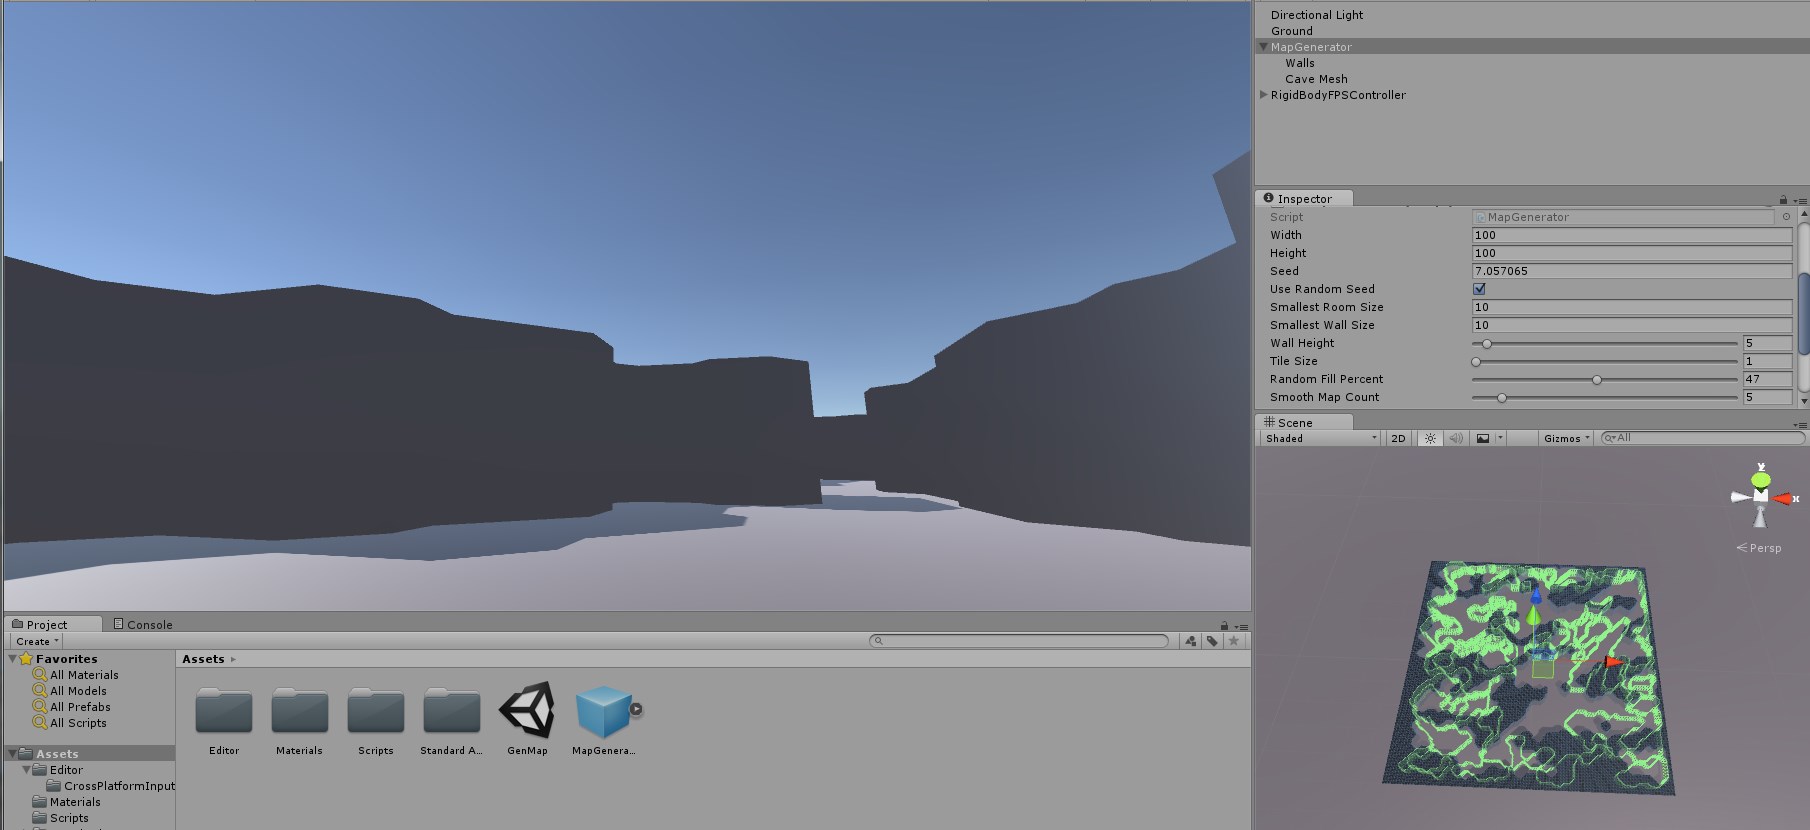 Directional Light
Ground
MapGenerator
Walls
Cave Mesh
RigidBodyFPSController
Inspector
Script MapGenerator
Width 100
Height 100
Seed 7.057065
Use Random Seed
Smallest Room Size 10
Smallest Wall Size 10
Wall Height 5
Tile Size 1
Random Fill Percent 47
Smooth Map Count 5
Scene
Shaded 2D Gizmos All
y
x
Persp
Project Console
Create
Favorites
All Materials
All Models
All Prefabs
All Scripts
Assets
Editor
CrossPlatformInput
Materials
Scripts
Assets
Editor Materials Scripts Standard A... GenMap MapGenera...